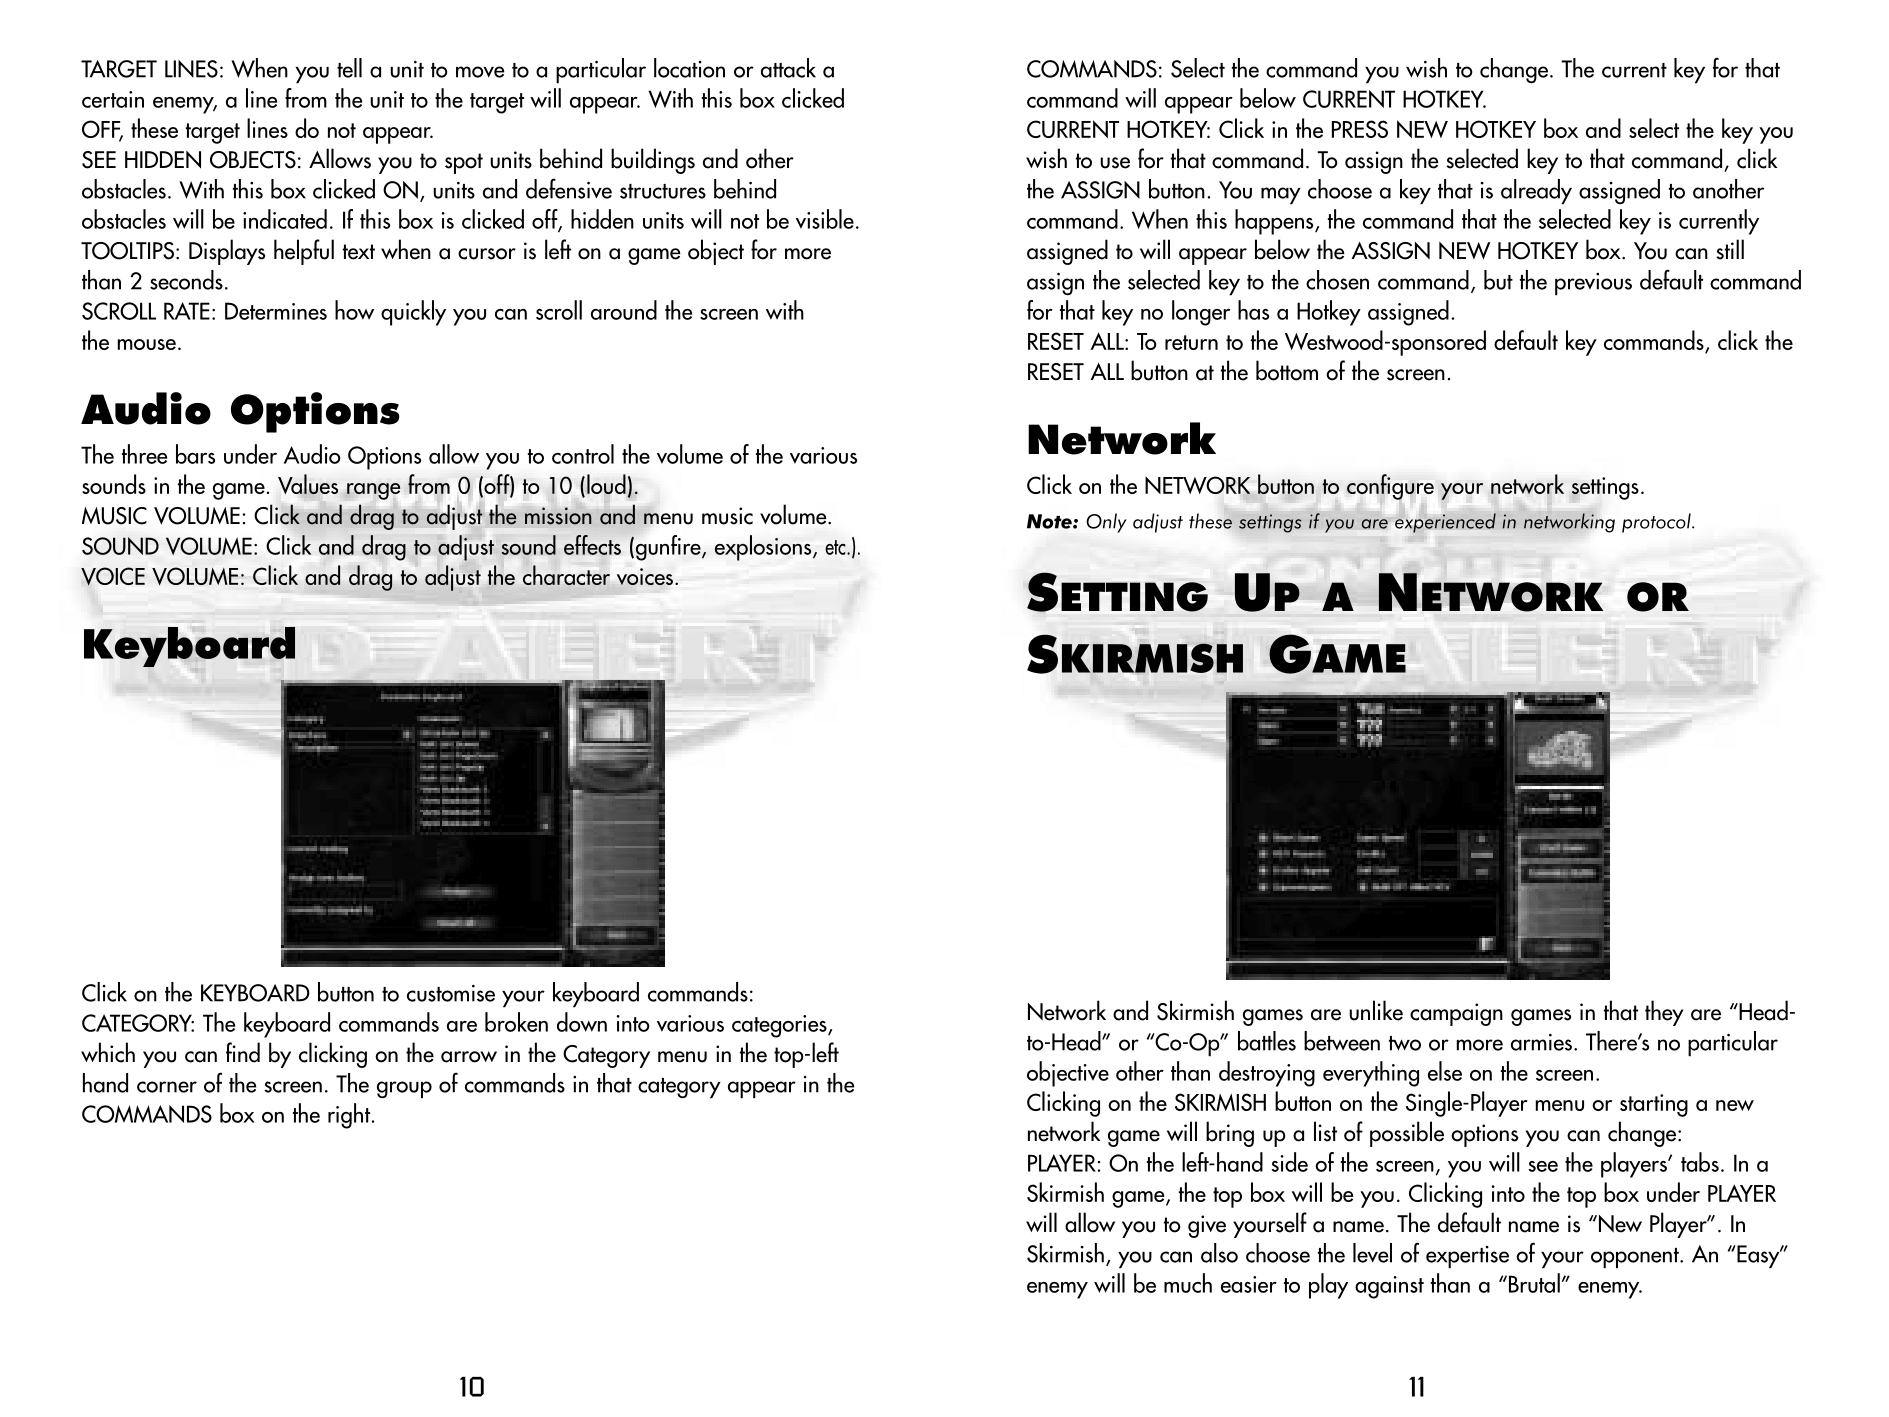 TARGET LINES: When you tell a unit to move to a particular location or attack a
certain enemy, a line from the unit to the target will appear. With this box clicked
OFF, these target lines do not appear.
SEE HIDDEN OBJECTS: Allows you to spot units behind buildings and other
obstacles. With this box clicked ON, units and defensive structures behind
obstacles will be indicated. If this box is clicked off, hidden units will not be visible.
TOOLTIPS: Displays helpful text when a cursor is left on a game object for more
than 2 seconds.
SCROLL RATE: Determines how quickly you can scroll around the screen with
the mouse.
Audio Options
The three bars under Audio Options allow you to control the volume of the various
sounds in the game. Values range from 0 (off) to 10 (loud).
MUSIC VOLUME: Click and drag to adjust the mission and menu music volume.
SOUND VOLUME: Click and drag to adjust sound effects (gunfire, explosions, etc.).
VOICE VOLUME: Click and drag to adjust the character voices.
Keyboard
Click on the KEYBOARD button to customise your keyboard commands:
CATEGORY: The keyboard commands are broken down into various categories,
which you can find by clicking on the arrow in the Category menu in the top-left
hand corner of the screen. The group of commands in that category appear in the
COMMANDS box on the right.
10
COMMANDS: Select the command you wish to change. The current key for that
command will appear below CURRENT HOTKEY.
CURRENT HOTKEY: Click in the PRESS NEW HOTKEY box and select the key you
wish to use for that command. To assign the selected key to that command, click
the ASSIGN button. You may choose a key that is already assigned to another
command. When this happens, the command that the selected key is currently
assigned to will appear below the ASSIGN NEW HOTKEY box. You can still
assign the selected key to the chosen command, but the previous default command
for that key no longer has a Hotkey assigned.
RESET ALL: To return to the Westwood-sponsored default key commands, click the
RESET ALL button at the bottom of the screen.
Network
Click on the NETWORK button to configure your network settings.
Note: Only adjust these settings if you are experienced in networking protocol.
SETTING UP A NETWORK OR
SKIRMISH GAME
Network and Skirmish games are unlike campaign games in that they are “Head-
to-Head” or “Co-Op” battles between two or more armies. There’s no particular
objective other than destroying everything else on the screen.
Clicking on the SKIRMISH button on the Single-Player menu or starting a new
network game will bring up a list of possible options you can change:
PLAYER: On the left-hand side of the screen, you will see the players’ tabs. In a
Skirmish game, the top box will be you. Clicking into the top box under PLAYER
will allow you to give yourself a name. The default name is “New Player”. In
Skirmish, you can also choose the level of expertise of your opponent. An “Easy”
enemy will be much easier to play against than a “Brutal” enemy.
11
COMMAND
CONQUER
RED ALERT
COMMAND
CONQUER
RED ALERT